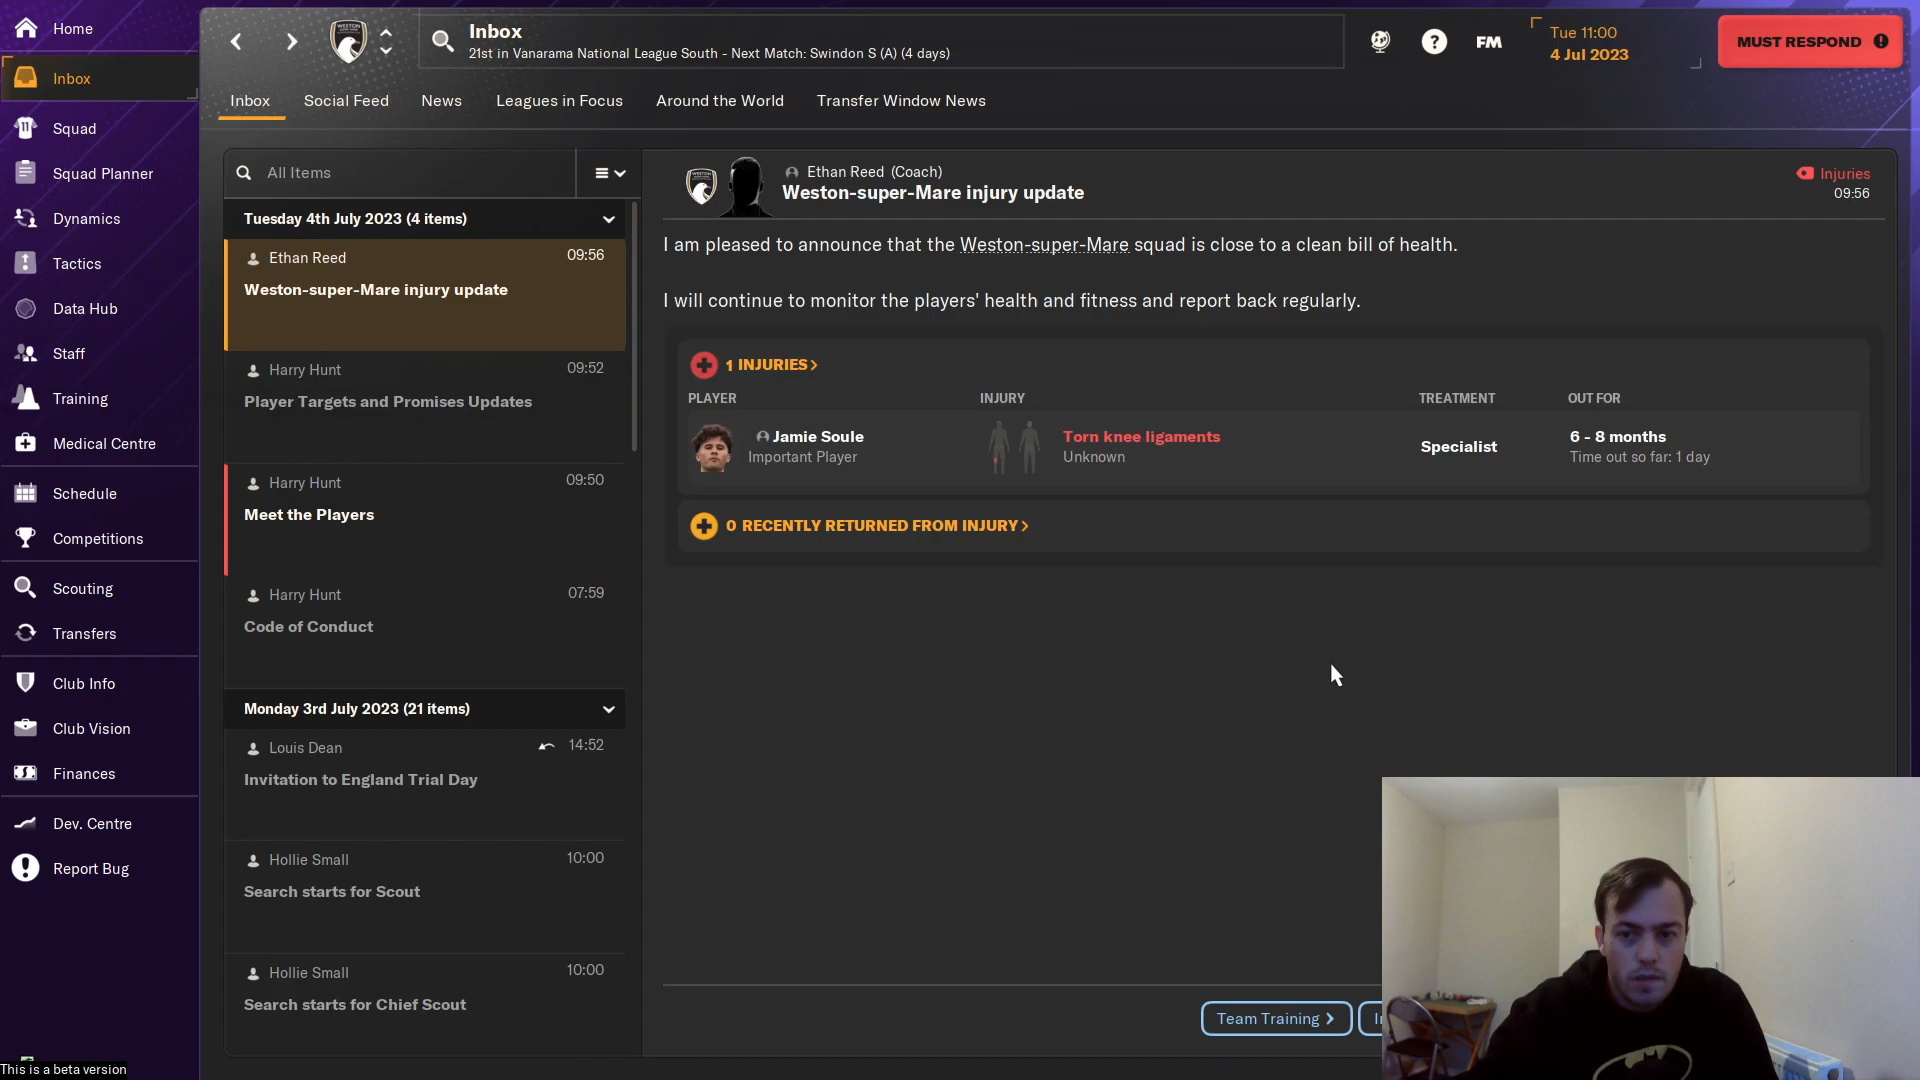 Home
Inbox
Squad
Squad Planner
Dynamics
Tactics
Data Hub
Staff
Training
Medical Centre
Schedule
Competitions
Scouting
Transfers
Club Info
Club Vision
Finances
Dev. Centre
Report Bug
This is a beta version
Inbox
21st in Vanarama National League South - Next Match: Swindon S (A) (4 days)
?
FM
Tue 11:00
4 Jul 2023
MUST RESPOND
Inbox Social Feed News Leagues in Focus Around the World Transfer Window News
All Items
Tuesday 4th July 2023 (4 items)
Ethan Reed 09:56
Weston-super-Mare injury update
Harry Hunt 09:52
Player Targets and Promises Updates
Harry Hunt 09:50
Meet the Players
Harry Hunt 07:59
Code of Conduct
Monday 3rd July 2023 (21 items)
Louis Dean 14:52
Invitation to England Trial Day
Hollie Small 10:00
Search starts for Scout
Hollie Small 10:00
Search starts for Chief Scout
Ethan Reed (Coach)
Weston-super-Mare injury update
Injuries
09:56
I am pleased to announce that the Weston-super-Mare squad is close to a clean bill of health.
I will continue to monitor the players' health and fitness and report back regularly.
1 INJURIES >
PLAYER INJURY TREATMENT OUT FOR
Jamie Soule Torn knee ligaments Specialist 6 - 8 months
Important Player Unknown Time out so far: 1 day
0 RECENTLY RETURNED FROM INJURY >
Team Training >